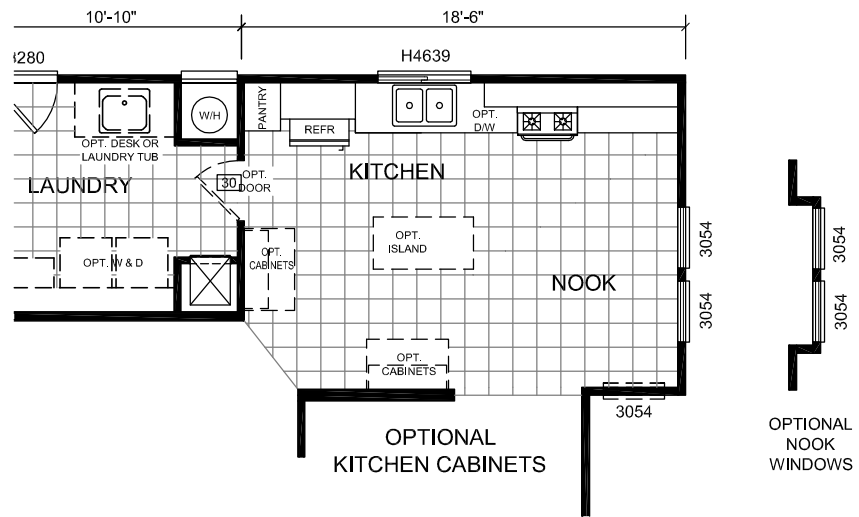 10'-10"
18'-6"
3280
H4639
W/H
PANTRY
REFR
OPT.
D/W
OPT. DESK OR
LAUNDRY TUB
LAUNDRY
30
OPT.
DOOR
KITCHEN
OPT.
ISLAND
OPT.
CABINETS
OPT. W & D
NOOK
3054
3054
3054
3054
OPT.
CABINETS
3054
OPTIONAL
KITCHEN CABINETS
OPTIONAL
NOOK
WINDOWS